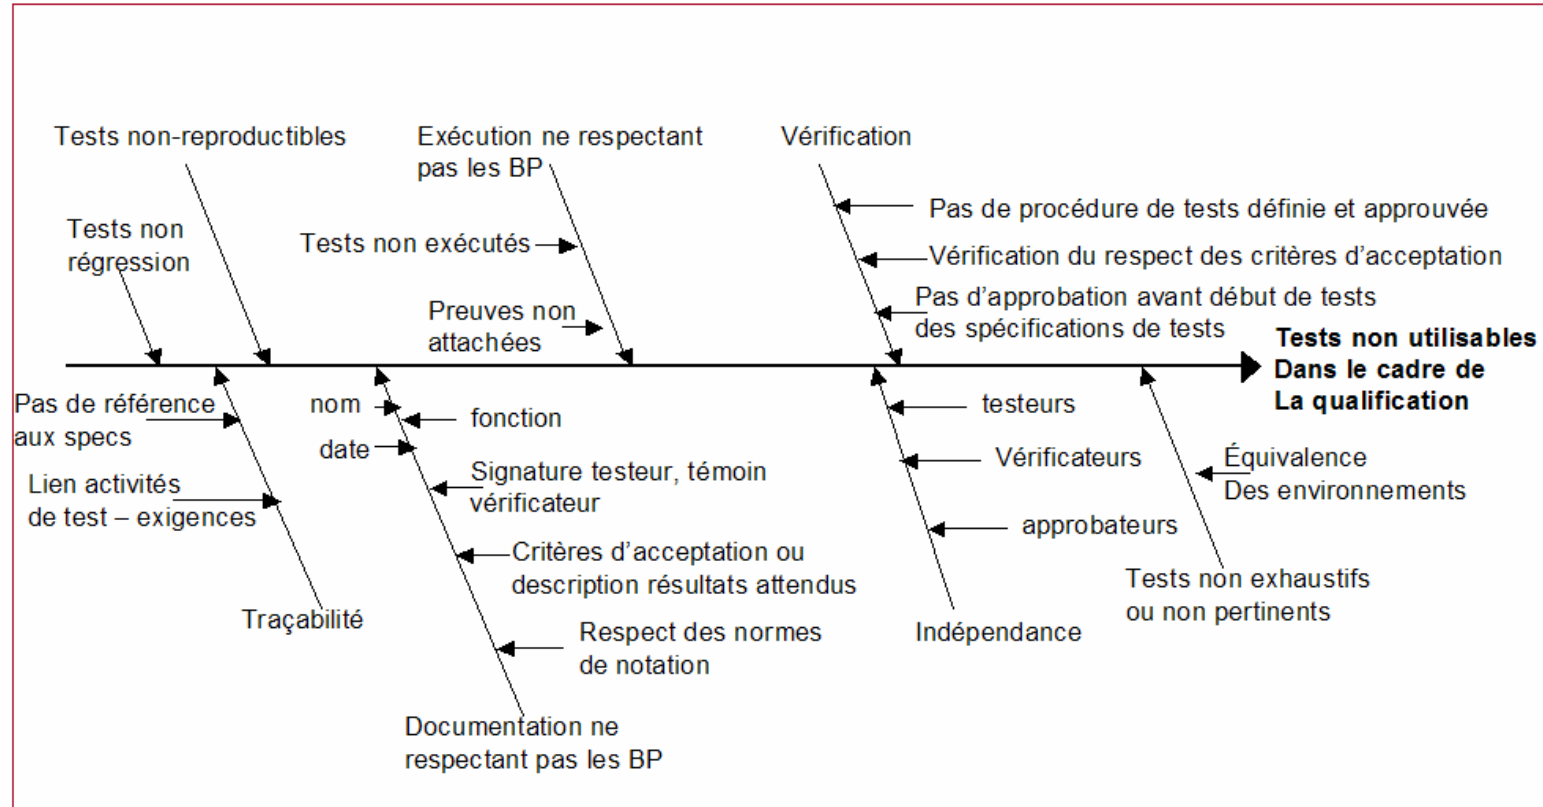 Tests non-reproductibles
Exécution ne respectant
pas les BP
Vérification
Tests non
régression
Tests non exécutés
Preuves non
attachées
Pas de procédure de tests définie et approuvée
Vérification du respect des critères d'acceptation
Pas d'approbation avant début de tests
des spécifications de tests
Tests non utilisables
Dans le cadre de
La qualification
Pas de référence
aux specs
Lien activités
de test – exigences
Traçabilité
nom
fonction
date
Signature testeur, témoin
vérificateur
Critères d'acceptation ou
description résultats attendus
Respect des normes
de notation
Documentation ne
respectant pas les BP
testeurs
Vérificateurs
approbateurs
Indépendance
Équivalence
Des environnements
Tests non exhaustifs
ou non pertinents